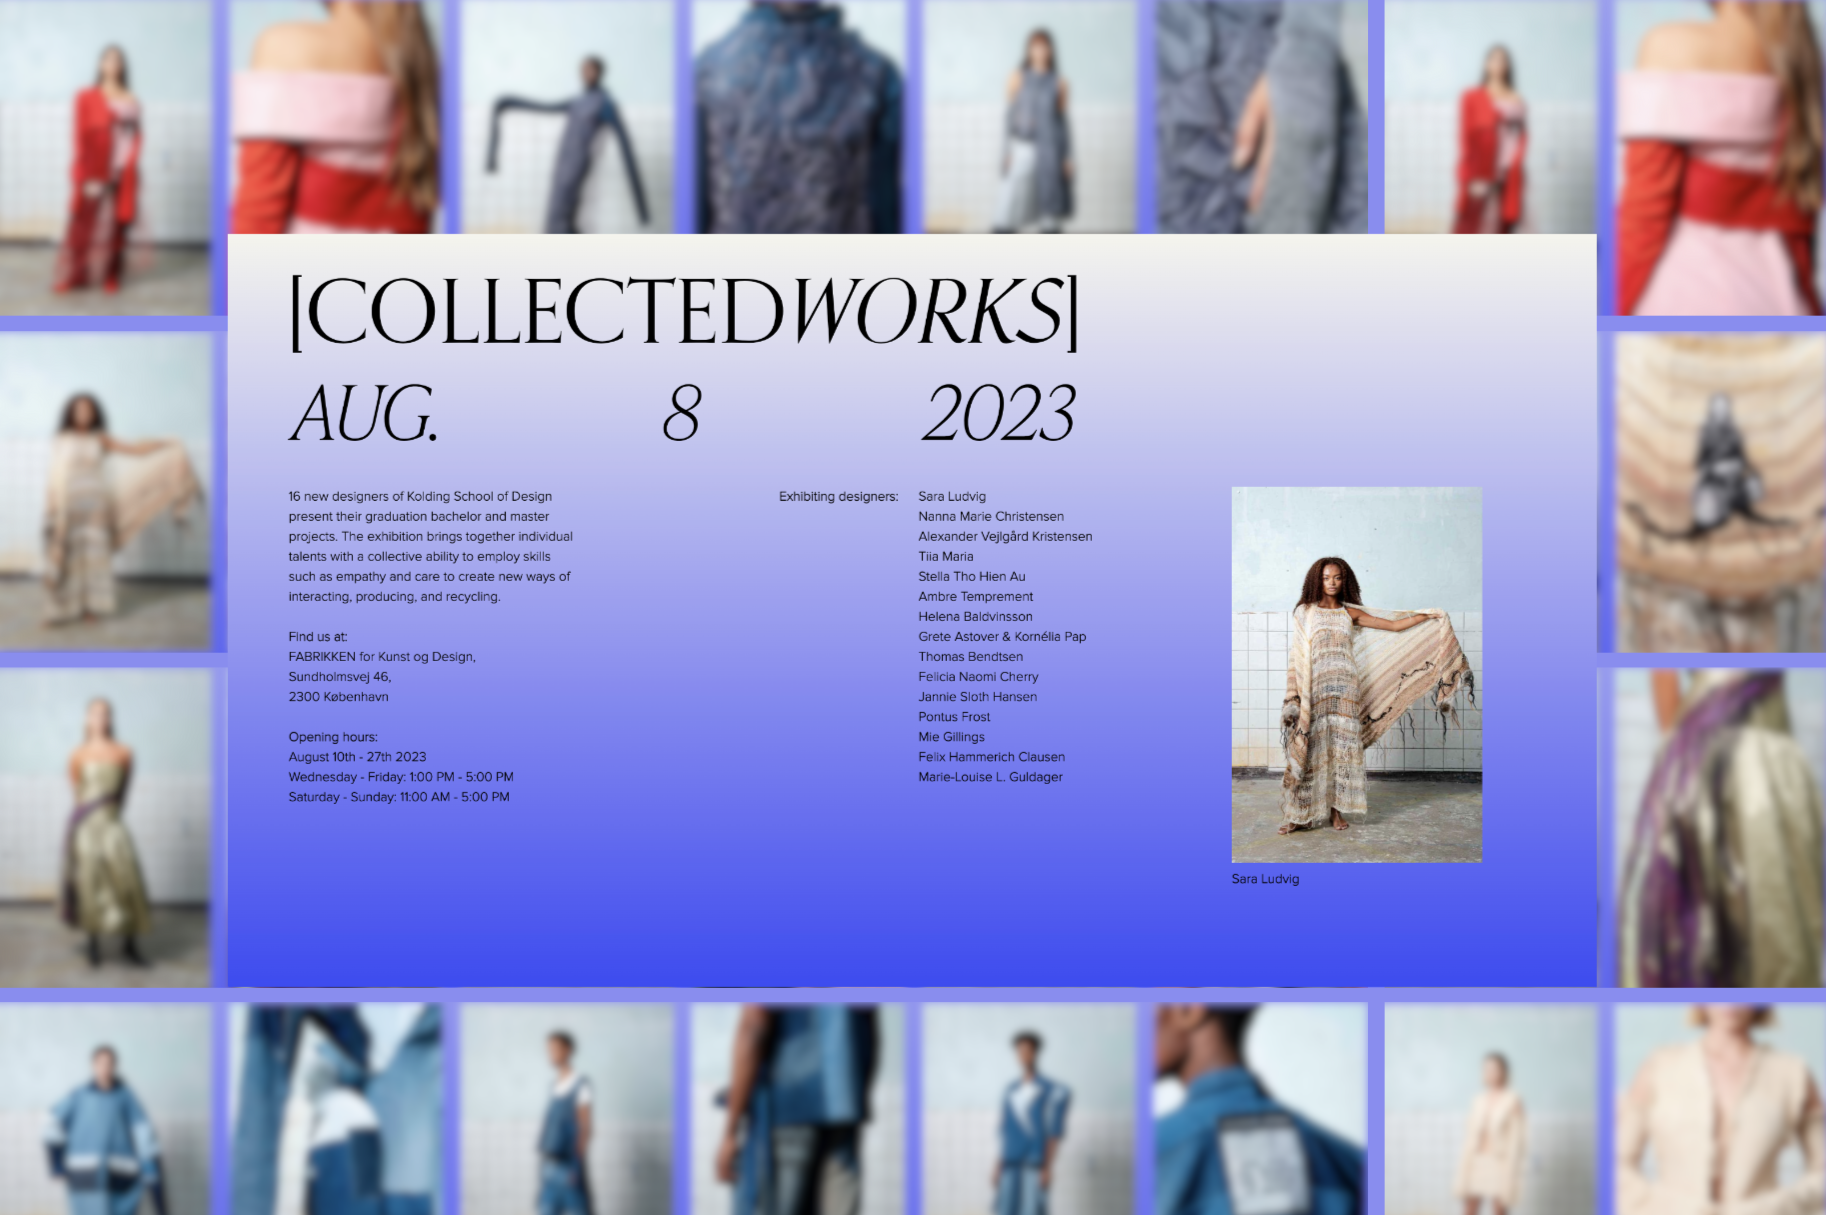 [COLLECTEDWORKS]
AUG. 8 2023
16 new designers of Kolding School of Design
present their graduation bachelor and master
projects. The exhibition brings together individual
talents with a collective ability to employ skills
such as empathy and care to create new ways of
interacting, producing, and recycling.
Find us at:
FABRIKKEN for Kunst og Design,
Sundholmsvej 46,
2300 København
Opening hours:
August 10th - 27th 2023
Wednesday - Friday: 1:00 PM - 5:00 PM
Saturday - Sunday: 11:00 AM - 5:00 PM
Exhibiting designers:
Sara Ludvig
Nanna Marie Christensen
Alexander Vejlgård Kristensen
Tiia Maria
Stella Tho Hien Au
Ambre Temprement
Helena Baldvinsson
Grete Astover & Kornélia Pap
Thomas Bendtsen
Felicia Naomi Cherry
Jannie Sloth Hansen
Pontus Frost
Mie Gillings
Felix Hammerich Clausen
Marie-Louise L. Guldager
Sara Ludvig